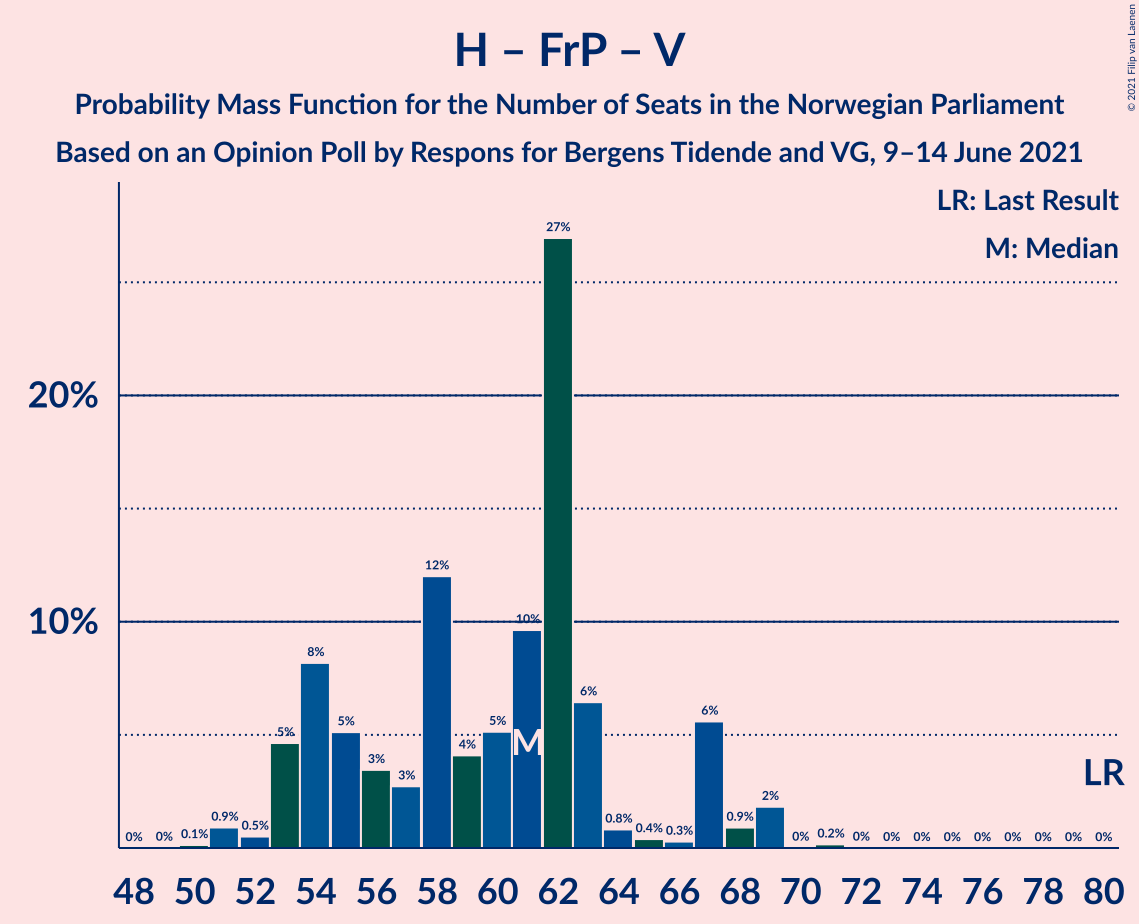 H – FrP – V
Probability Mass Function for the Number of Seats in the Norwegian Parliament
Based on an Opinion Poll by Respons for Bergens Tidende and VG, 9–14 June 2021
© 2021 Filip van Laenen
LR: Last Result
M: Median
20%
10%
0% 0% 0.1% 0.9% 0.5% 5% 8% 5% 3% 3% 12% 4% 5% 10% 27% 6% 0.8% 0.4% 0.3% 6% 0.9% 2% 0% 0.2% 0% 0% 0% 0% 0% 0% 0% 0% 0%
M
LR
48 50 52 54 56 58 60 62 64 66 68 70 72 74 76 78 80